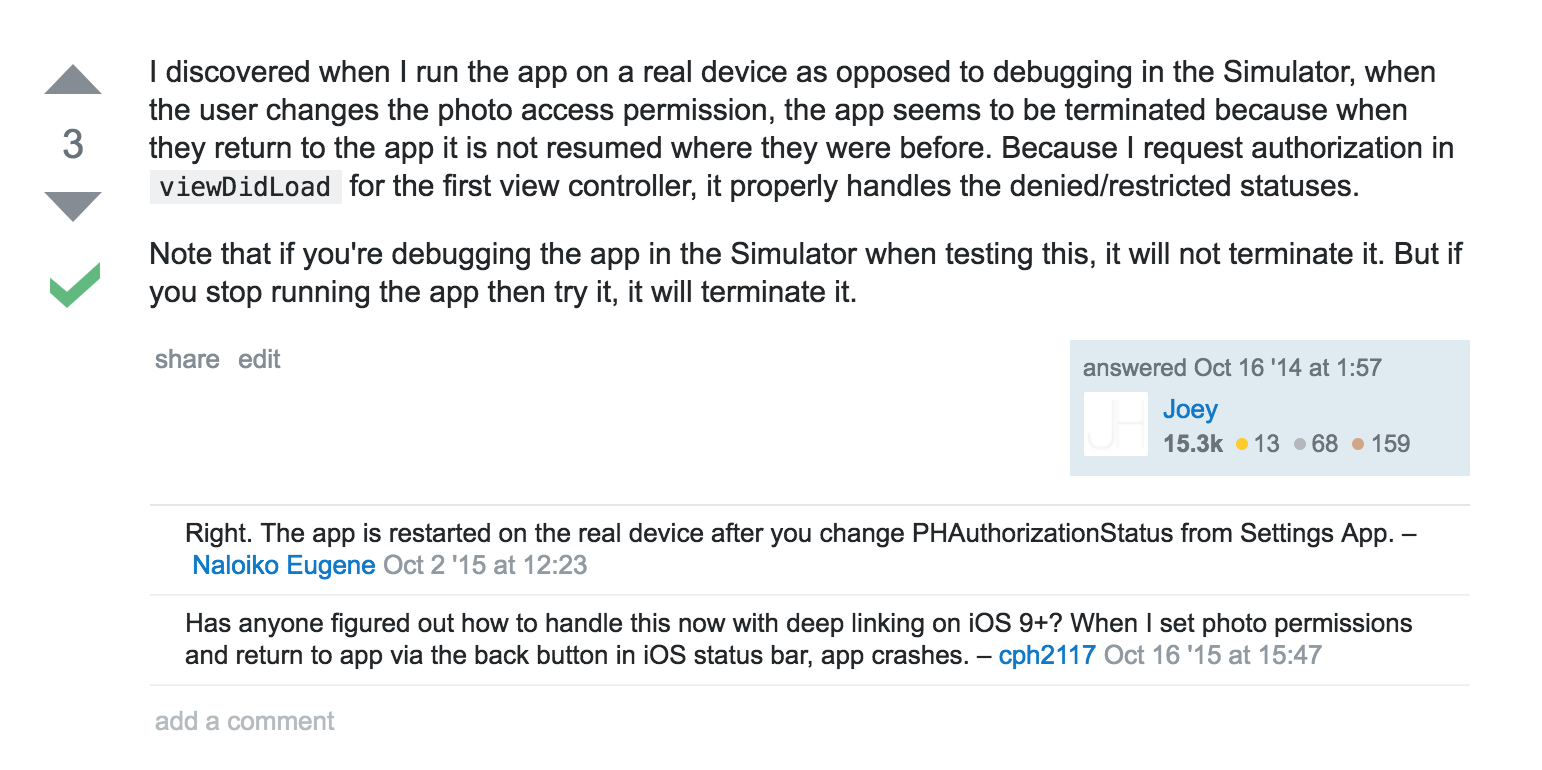 I discovered when I run the app on a real device as opposed to debugging in the Simulator, when
the user changes the photo access permission, the app seems to be terminated because when
they return to the app it is not resumed where they were before. Because I request authorization in
viewDidLoad for the first view controller, it properly handles the denied/restricted statuses.
3
Note that if you're debugging the app in the Simulator when testing this, it will not terminate it. But if
you stop running the app then try it, it will terminate it.
share edit
answered Oct 16 '14 at 1:57
JH
Joey
15.3k 13 68 159
Right. The app is restarted on the real device after you change PHAuthorizationStatus from Settings App. –
Naloiko Eugene Oct 2 '15 at 12:23
Has anyone figured out how to handle this now with deep linking on iOS 9+? When I set photo permissions
and return to app via the back button in iOS status bar, app crashes. – cph2117 Oct 16 '15 at 15:47
add a comment